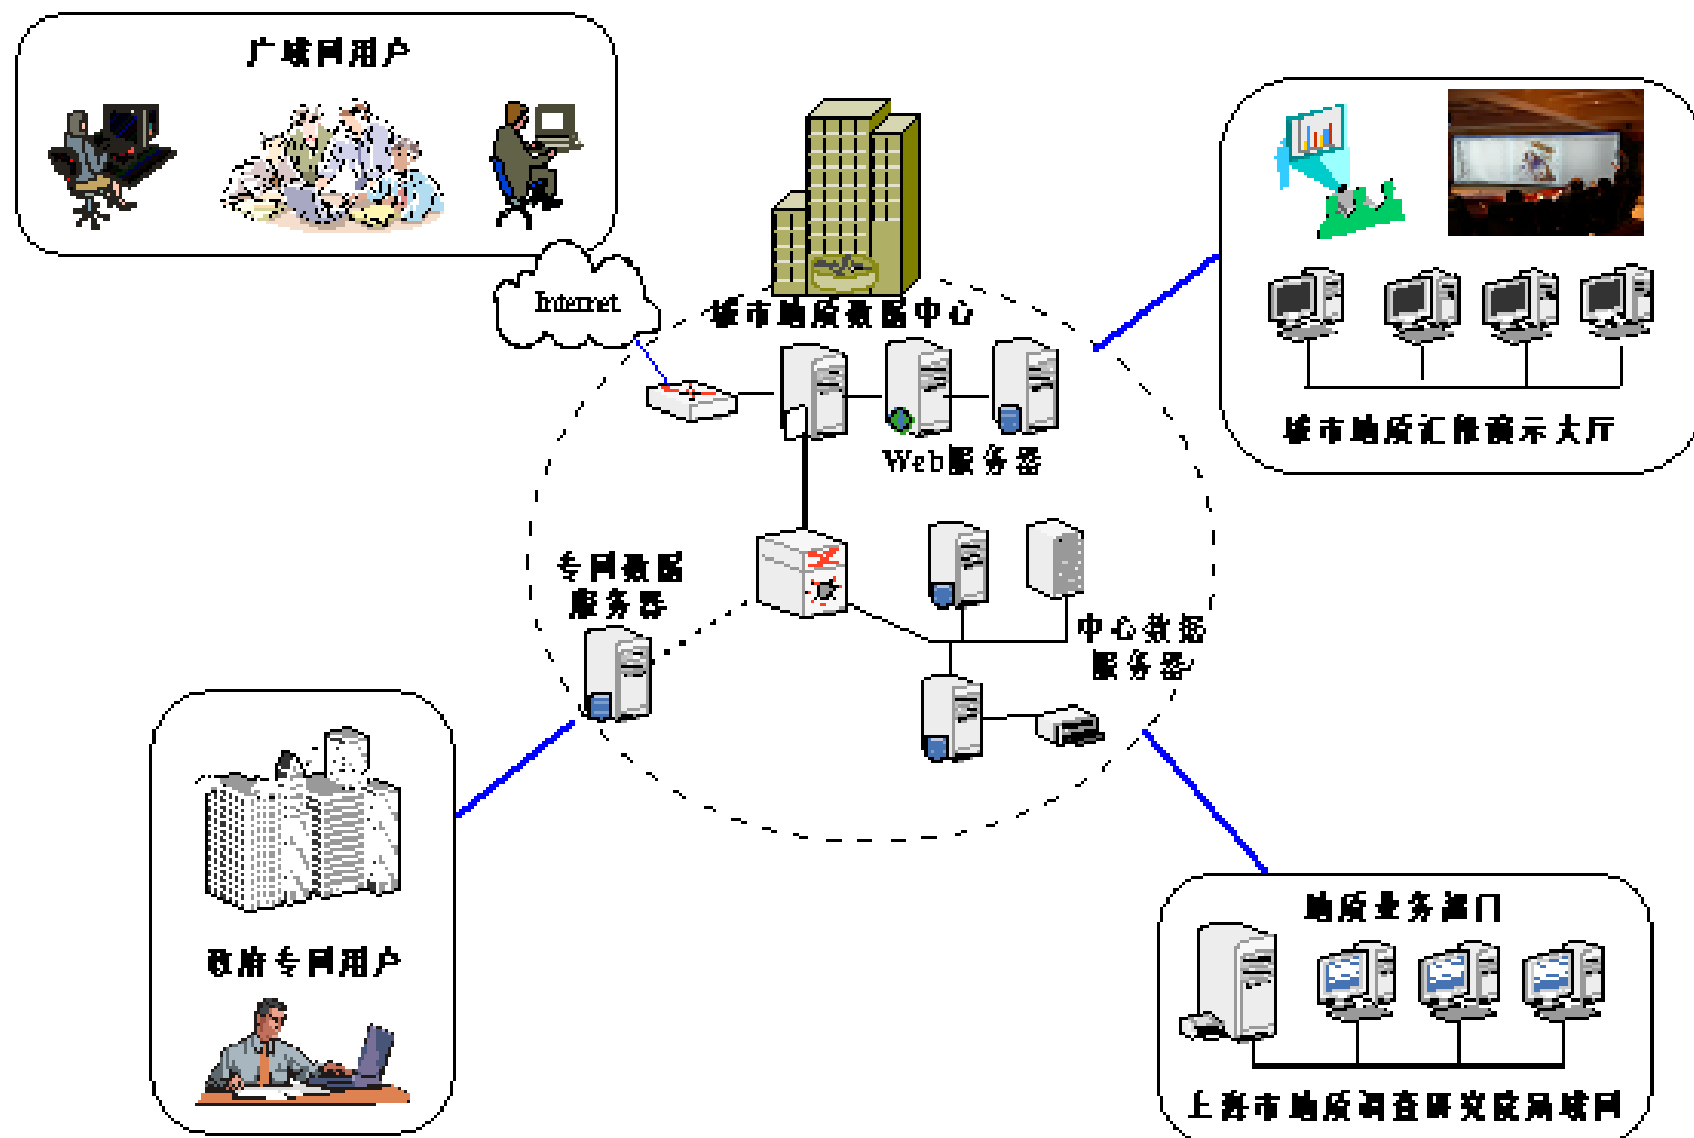 广域网用户
Internet
城市地质数据中心
Web服务器
城市地质汇报演示大厅
专网数据
服务器
中心数据
服务器
政府专网用户
地质业务部门
上海市地质调查研究院局域网